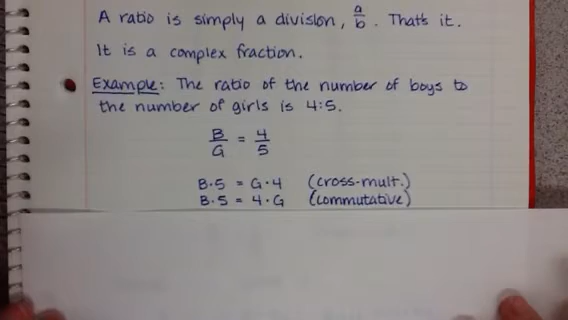 A ratio is simply a division, a/b. That's it.
It is a complex fraction.
Example: The ratio of the number of boys to
the number of girls is 4:5.
B/G = 4/5
B·5 = G·4 (cross-mult.)
B·5 = 4·G (commutative)